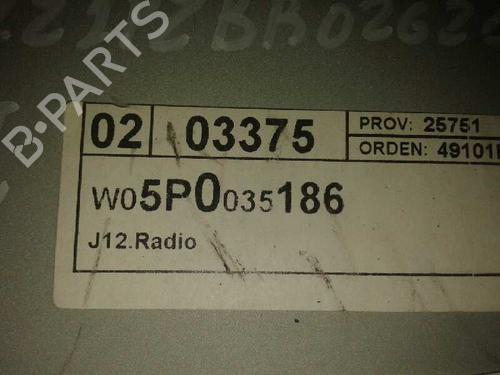 B-PARTS
02 03375
PROV: 25751
ORDEN: 49101
W05P0035186
J12.Radio